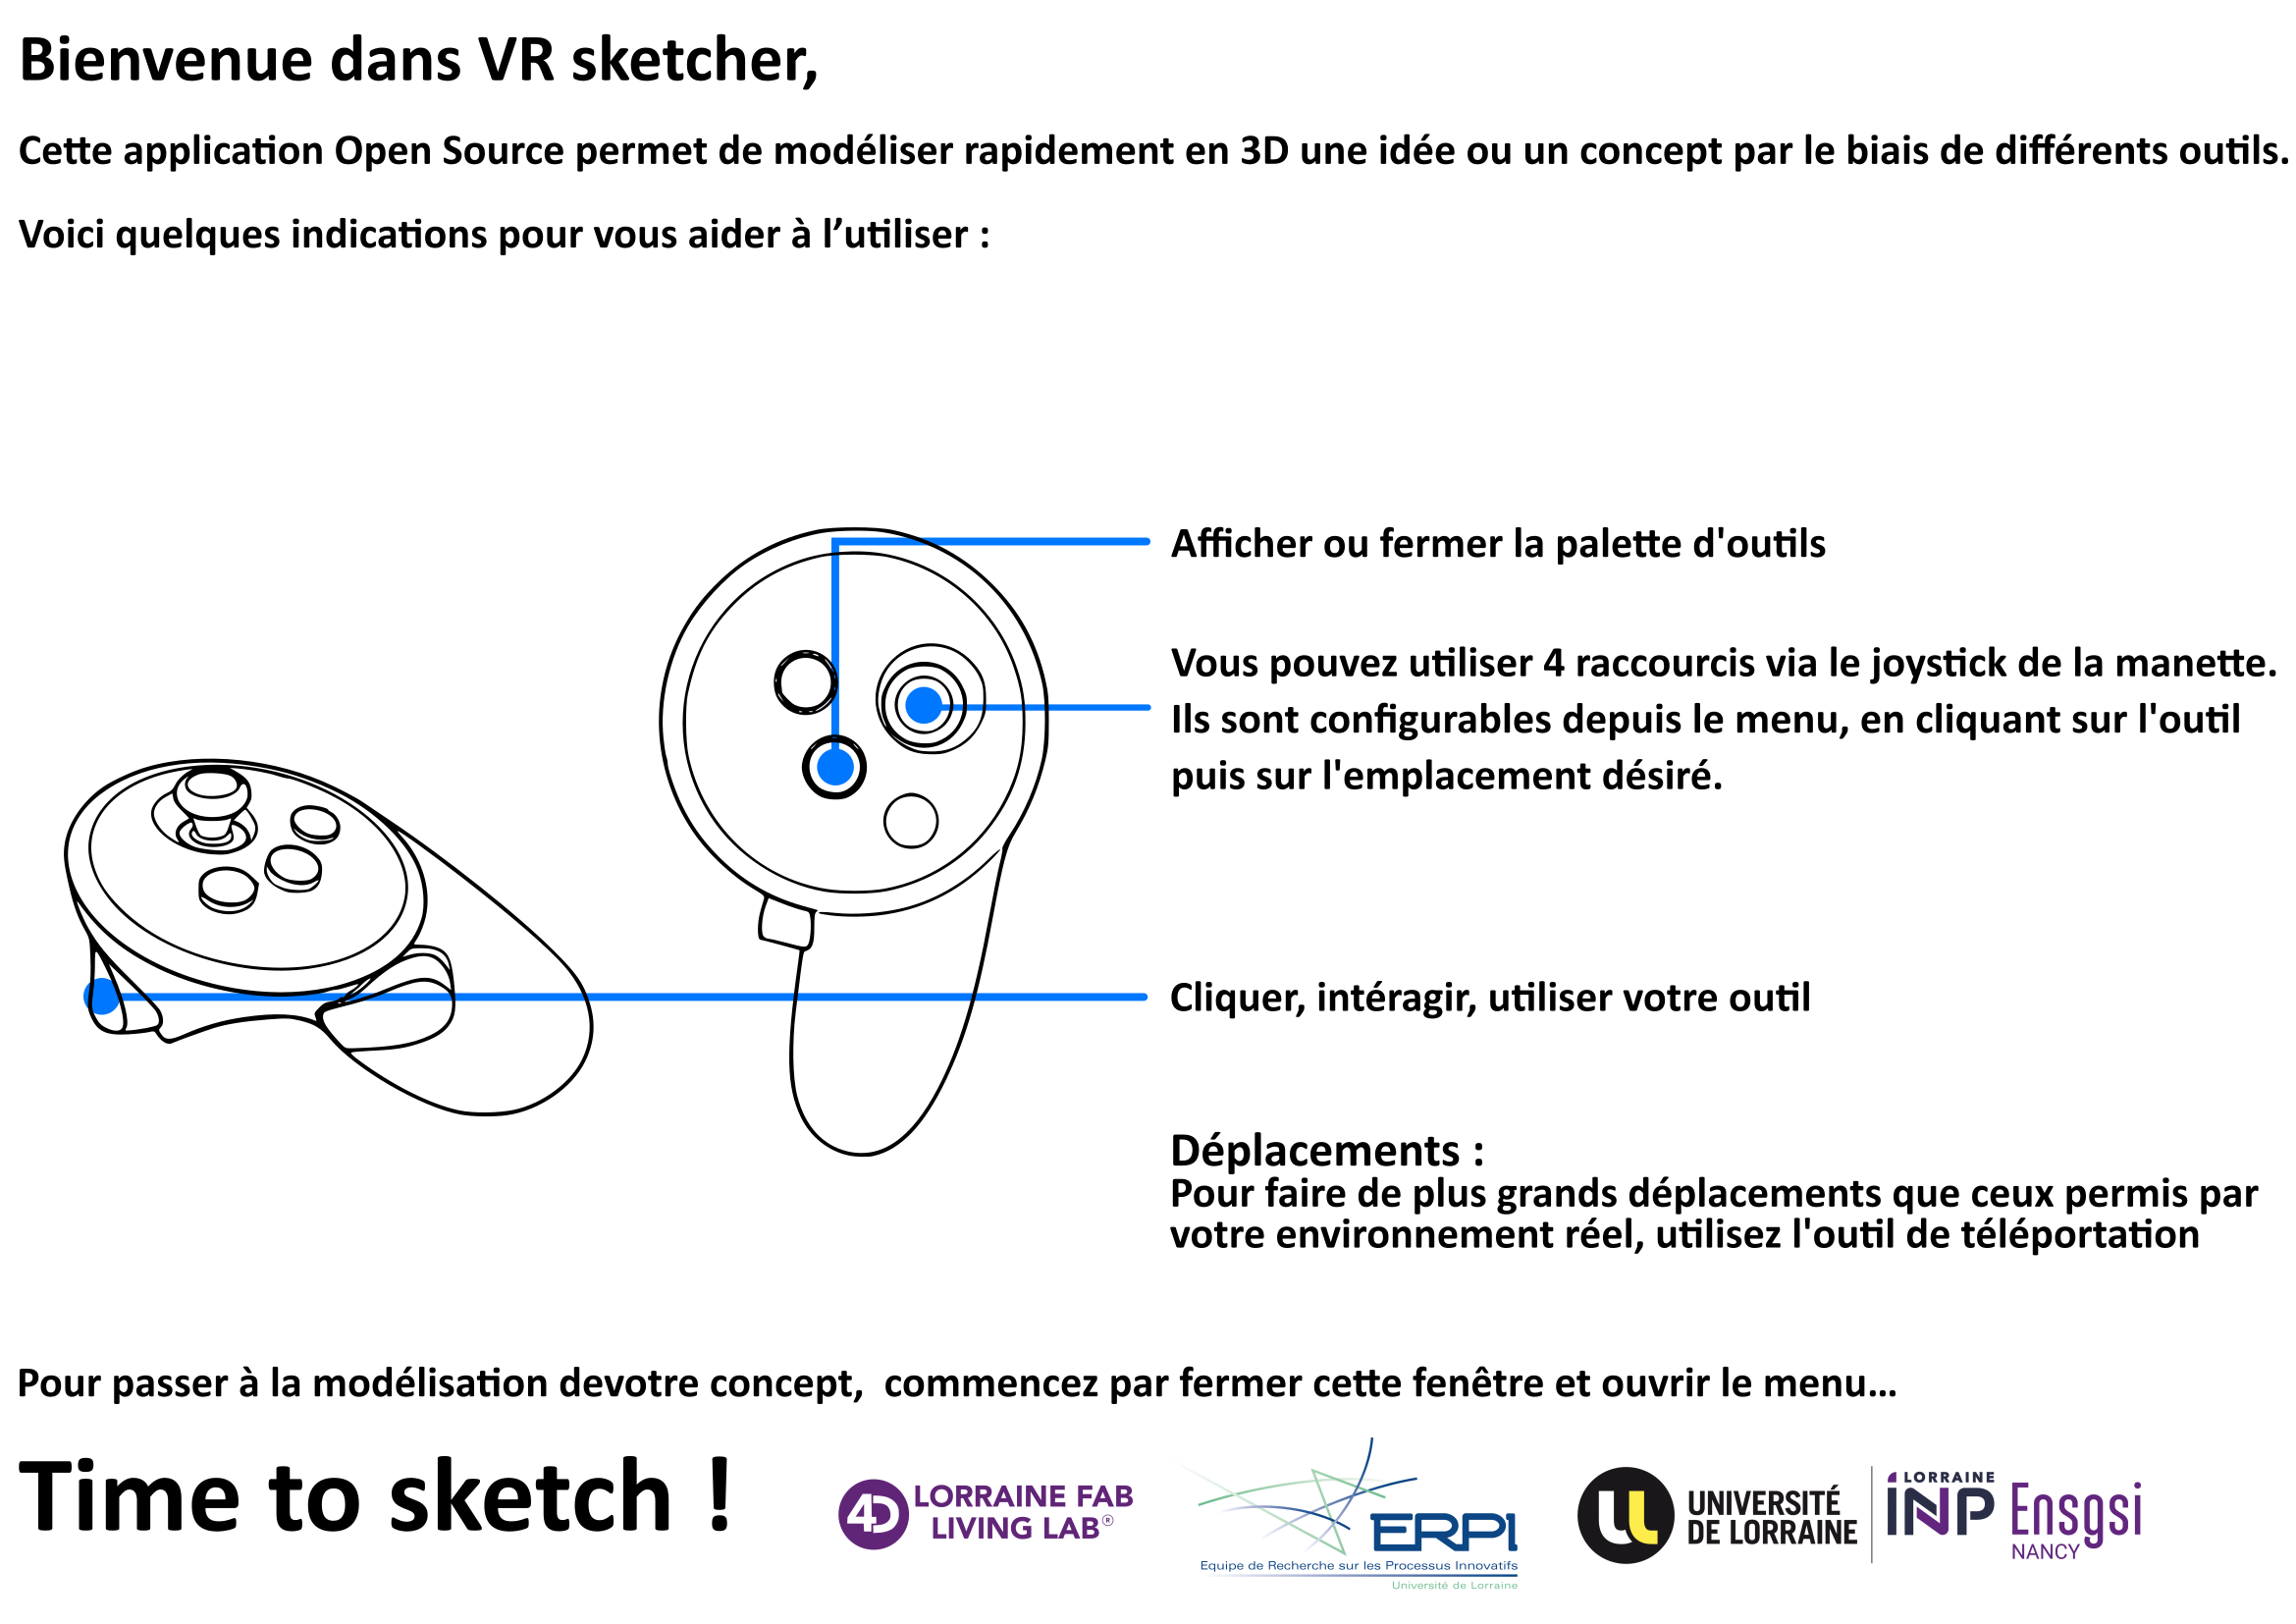 Bienvenue dans VR sketcher,
Cette application Open Source permet de modéliser rapidement en 3D une idée ou un concept par le biais de différents outils.
Voici quelques indications pour vous aider à l’utiliser :
Afficher ou fermer la palette d'outils
Vous pouvez utiliser 4 raccourcis via le joystick de la manette.
Ils sont configurables depuis le menu, en cliquant sur l'outil
puis sur l'emplacement désiré.
Cliquer, intéragir, utiliser votre outil
Déplacements :
Pour faire de plus grands déplacements que ceux permis par
votre environnement réel, utilisez l'outil de téléportation
Pour passer à la modélisation devotre concept,  commencez par fermer cette fenêtre et ouvrir le menu...
Time to sketch !
4D LORRAINE FAB
LIVING LAB®
ERPI
Equipe de Recherche sur les Processus Innovatifs
Université de Lorraine
UNIVERSITÉ
DE LORRAINE
LORRAINE
INP
Ensgsi
NANCY